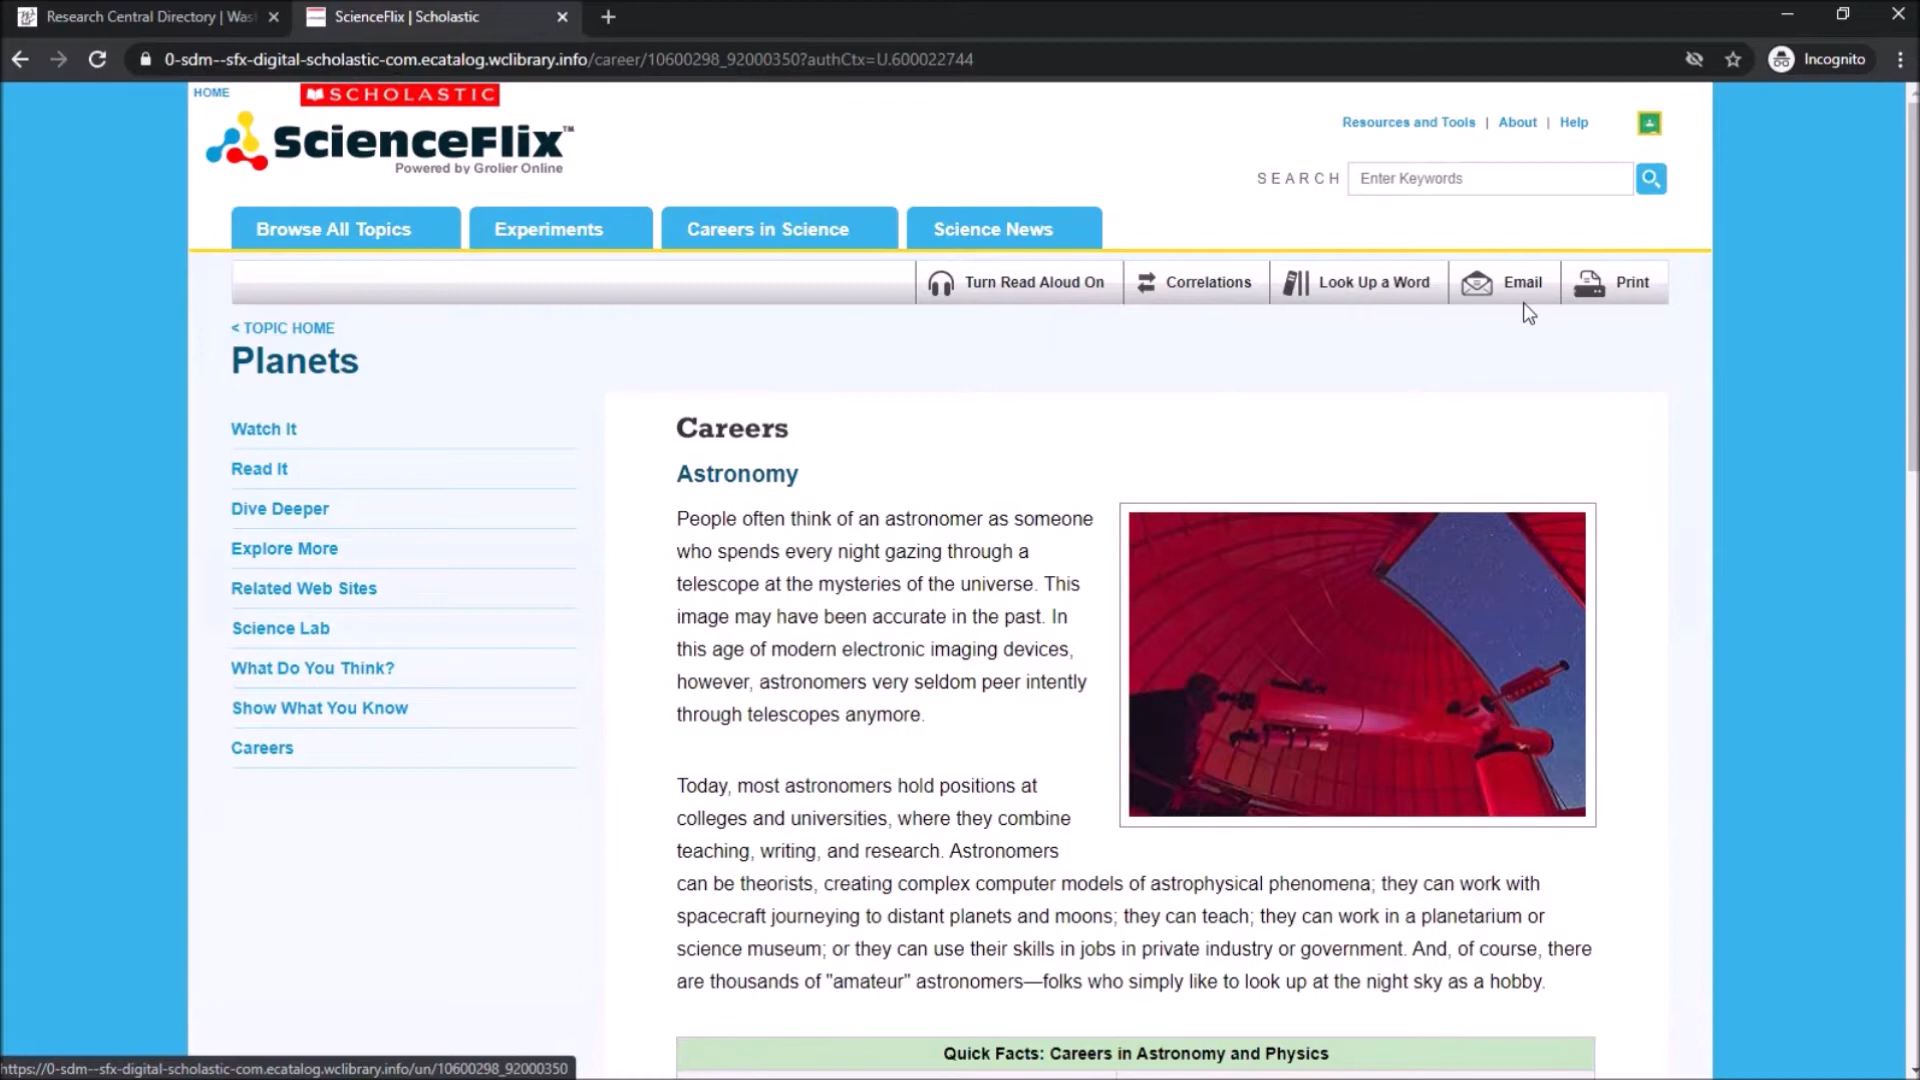 Research Central Directory | Was
ScienceFlix | Scholastic
0-sdm--sfx-digital-scholastic-com.ecatalog.wclibrary.info/career/10600298_92000350?authCtx=U.600022744
Incognito
HOME
SCHOLASTIC
ScienceFlix™
Powered by Grolier Online
Resources and Tools | About | Help
SEARCH Enter Keywords
Browse All Topics
Experiments
Careers in Science
Science News
Turn Read Aloud On
Correlations
Look Up a Word
Email
Print
< TOPIC HOME
Planets
Watch It
Read It
Dive Deeper
Explore More
Related Web Sites
Science Lab
What Do You Think?
Show What You Know
Careers
Careers
Astronomy
People often think of an astronomer as someone
who spends every night gazing through a
telescope at the mysteries of the universe. This
image may have been accurate in the past. In
this age of modern electronic imaging devices,
however, astronomers very seldom peer intently
through telescopes anymore.
Today, most astronomers hold positions at
colleges and universities, where they combine
teaching, writing, and research. Astronomers
can be theorists, creating complex computer models of astrophysical phenomena; they can work with
spacecraft journeying to distant planets and moons; they can teach; they can work in a planetarium or
science museum; or they can use their skills in jobs in private industry or government. And, of course, there
are thousands of "amateur" astronomers—folks who simply like to look up at the night sky as a hobby.
Quick Facts: Careers in Astronomy and Physics
https://0-sdm--sfx-digital-scholastic-com.ecatalog.wclibrary.info/un/10600298_92000350